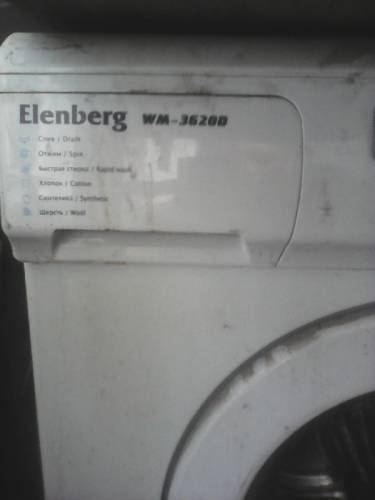 Elenberg WM-3620D
Слив / Drain
Отжим / Spin
Быстрая стирка / Rapid wash
Хлопок / Cotton
Синтетика / Synthetic
Шерсть / Wool